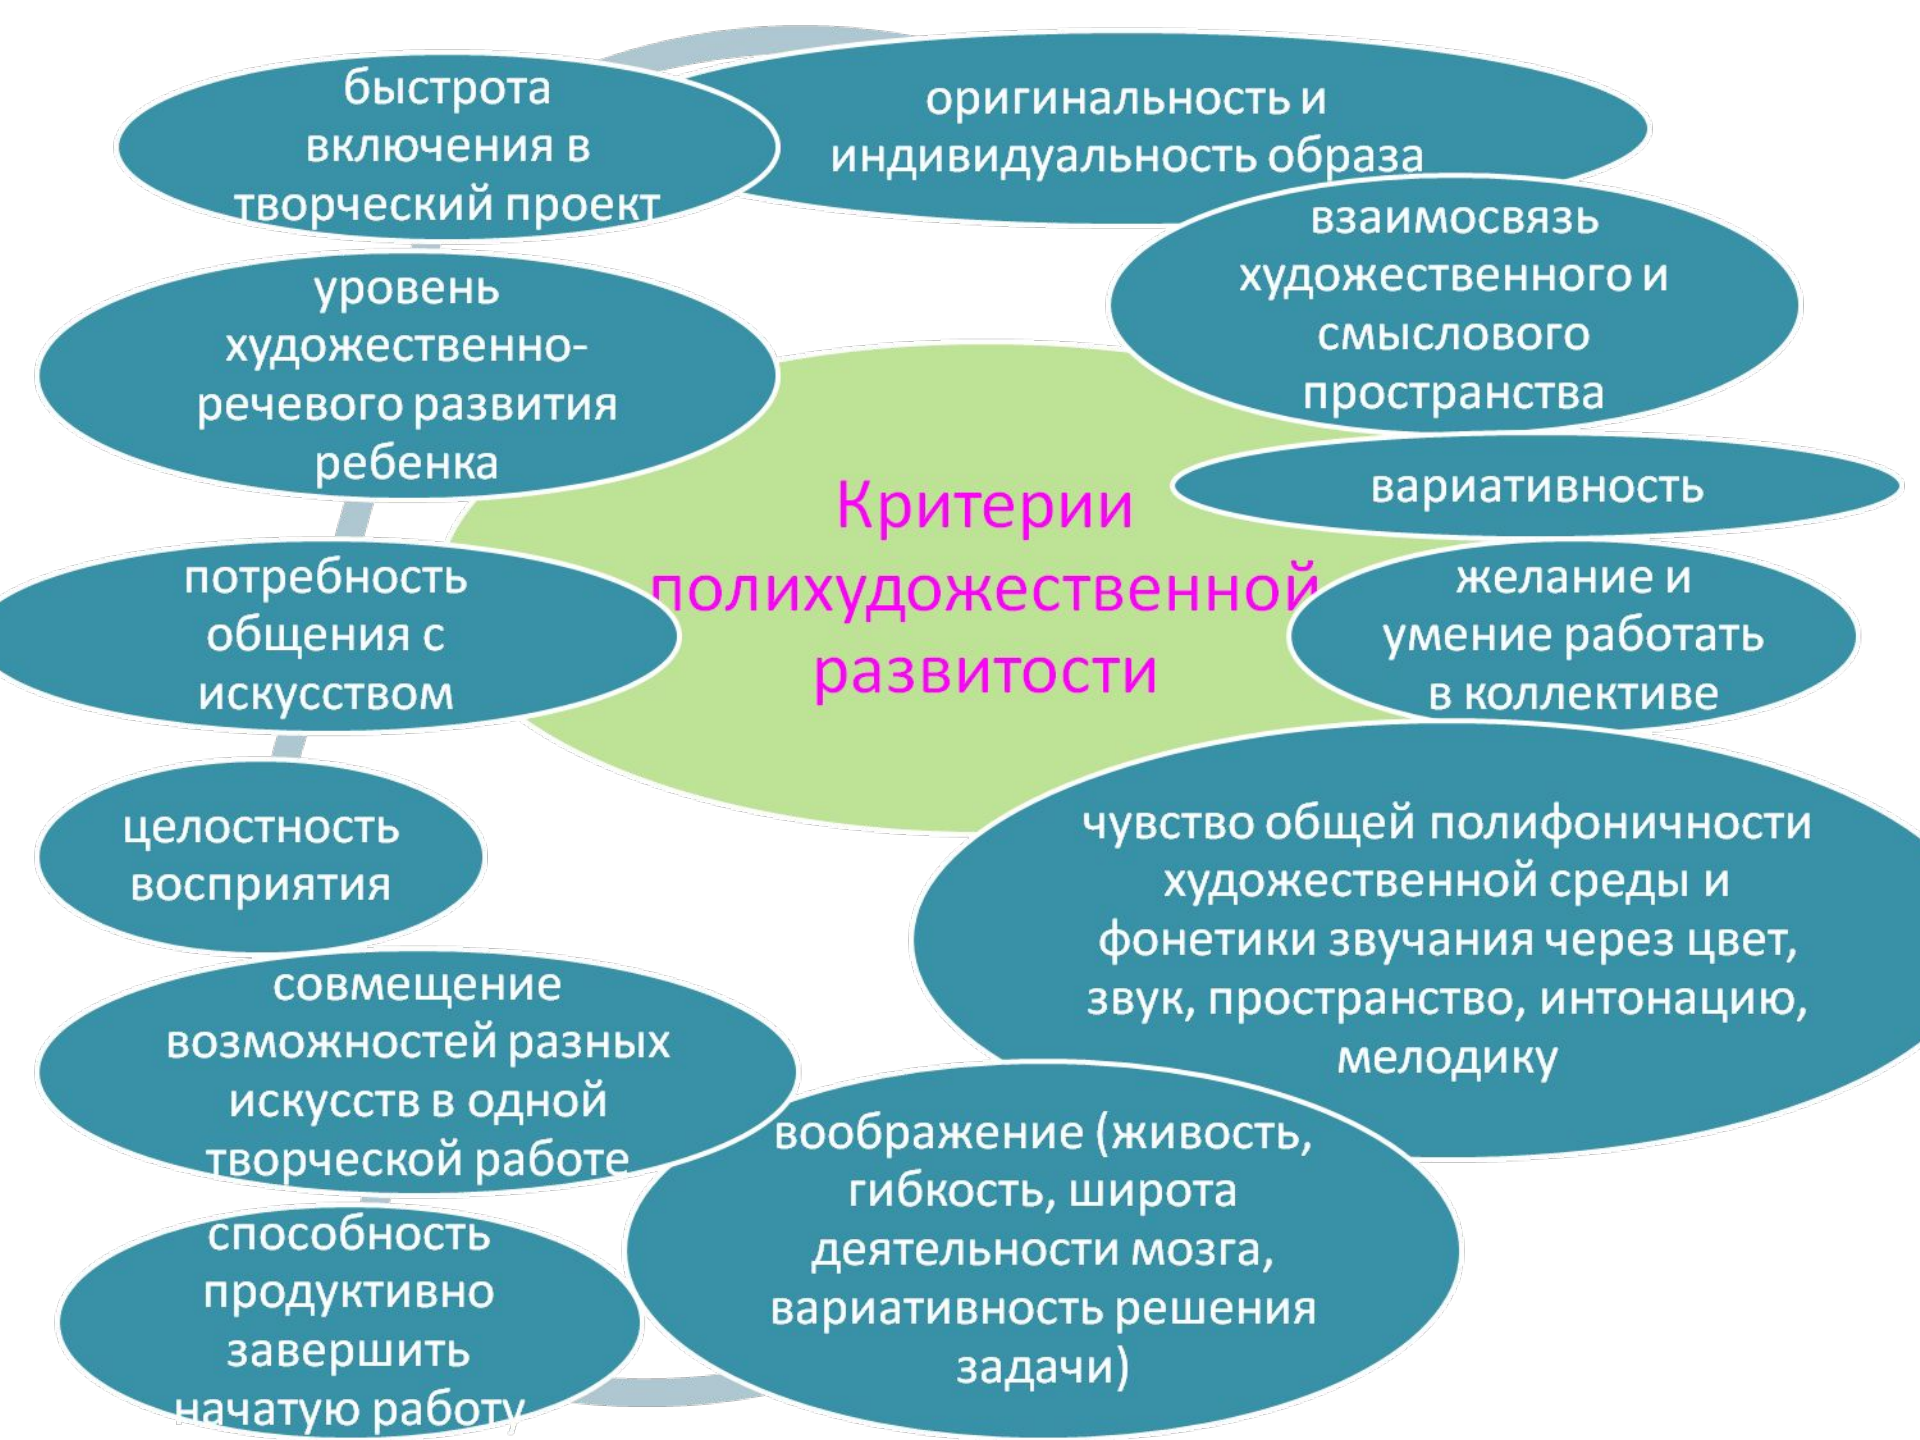 быстрота
включения в
творческий проект
оригинальность и
индивидуальность образа
взаимосвязь
художественного и
смыслового
пространства
вариативность
желание и
умение работать
в коллективе
чувство общей полифоничности
художественной среды и
фонетики звучания через цвет,
звук, пространство, интонацию,
мелодику
воображение (живость,
гибкость, широта
деятельности мозга,
вариативность решения
задачи)
способность
продуктивно
завершить
начатую работу
совмещение
возможностей разных
искусств в одной
творческой работе
целостность
восприятия
потребность
общения с
искусством
уровень
художественно-
речевого развития
ребенка
Критерии
полихудожественной
развитости